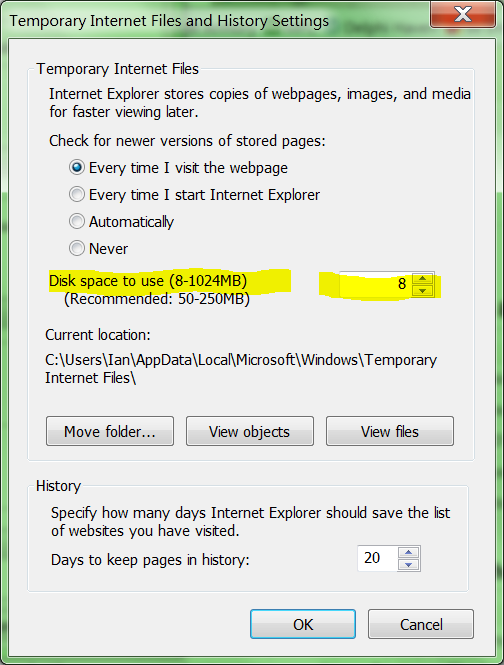 Temporary Internet Files and History Settings
Temporary Internet Files
Internet Explorer stores copies of webpages, images, and media
for faster viewing later.
Check for newer versions of stored pages:
Every time I visit the webpage
Every time I start Internet Explorer
Automatically
Never
Disk space to use (8-1024MB) 8
(Recommended: 50-250MB)
Current location:
C:\Users\Ian\AppData\Local\Microsoft\Windows\Temporary
Internet Files\
Move folder... View objects View files
History
Specify how many days Internet Explorer should save the list
of websites you have visited.
Days to keep pages in history: 20
OK Cancel